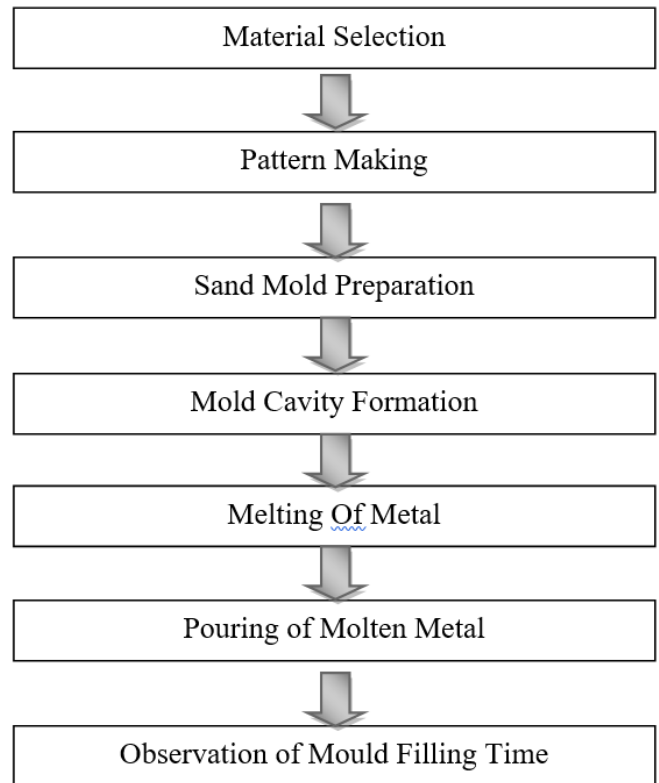 Material Selection
Pattern Making
Sand Mold Preparation
Mold Cavity Formation
Melting Of Metal
Pouring of Molten Metal
Observation of Mould Filling Time